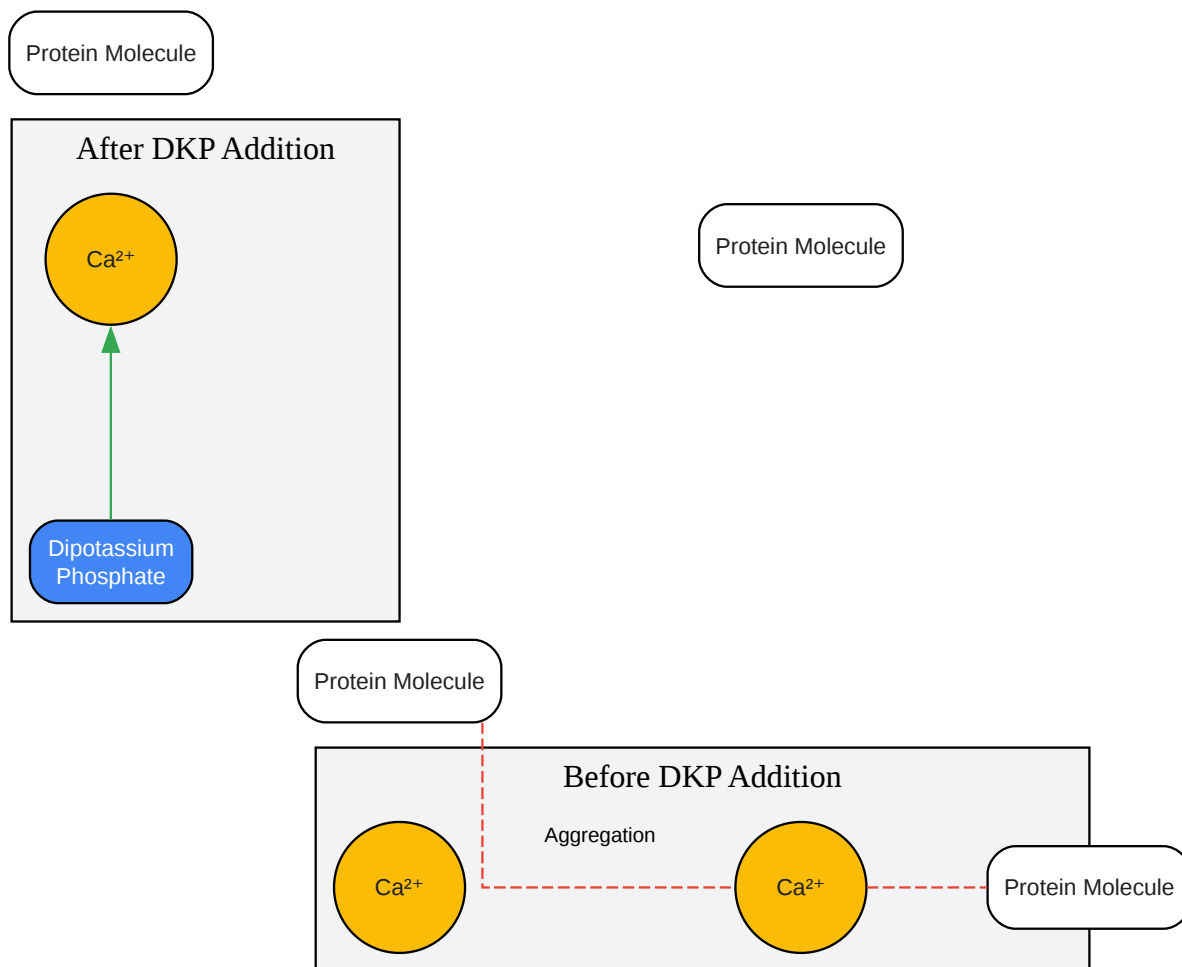 Protein Molecule
After DKP Addition
Ca²⁺
Protein Molecule
Dipotassium
Phosphate
Protein Molecule
Before DKP Addition
Aggregation
Ca²⁺
Ca²⁺
Protein Molecule